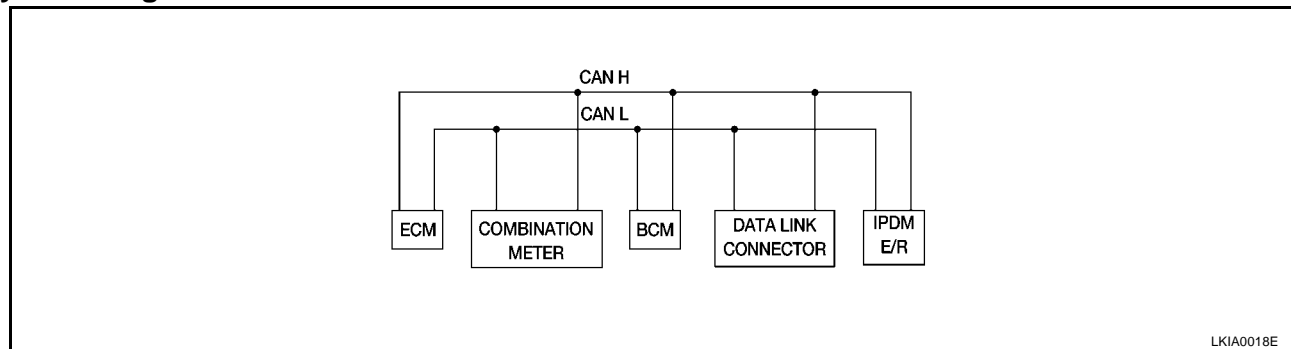 CAN H
CAN L
ECM
COMBINATION
METER
BCM
DATA LINK
CONNECTOR
IPDM
E/R
LKIA0018E